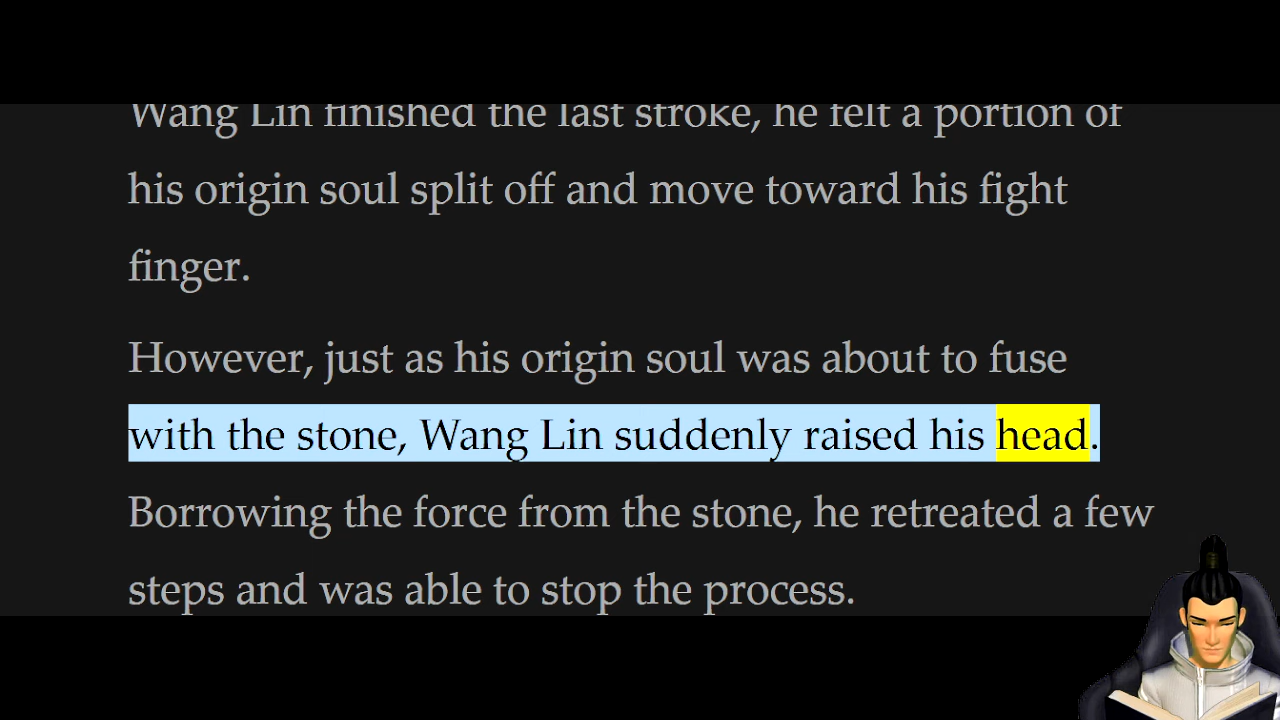 Wang Lin finished the last stroke, he felt a portion of
his origin soul split off and move toward his fight
finger.
However, just as his origin soul was about to fuse
with the stone, Wang Lin suddenly raised his head.
Borrowing the force from the stone, he retreated a few
steps and was able to stop the process.